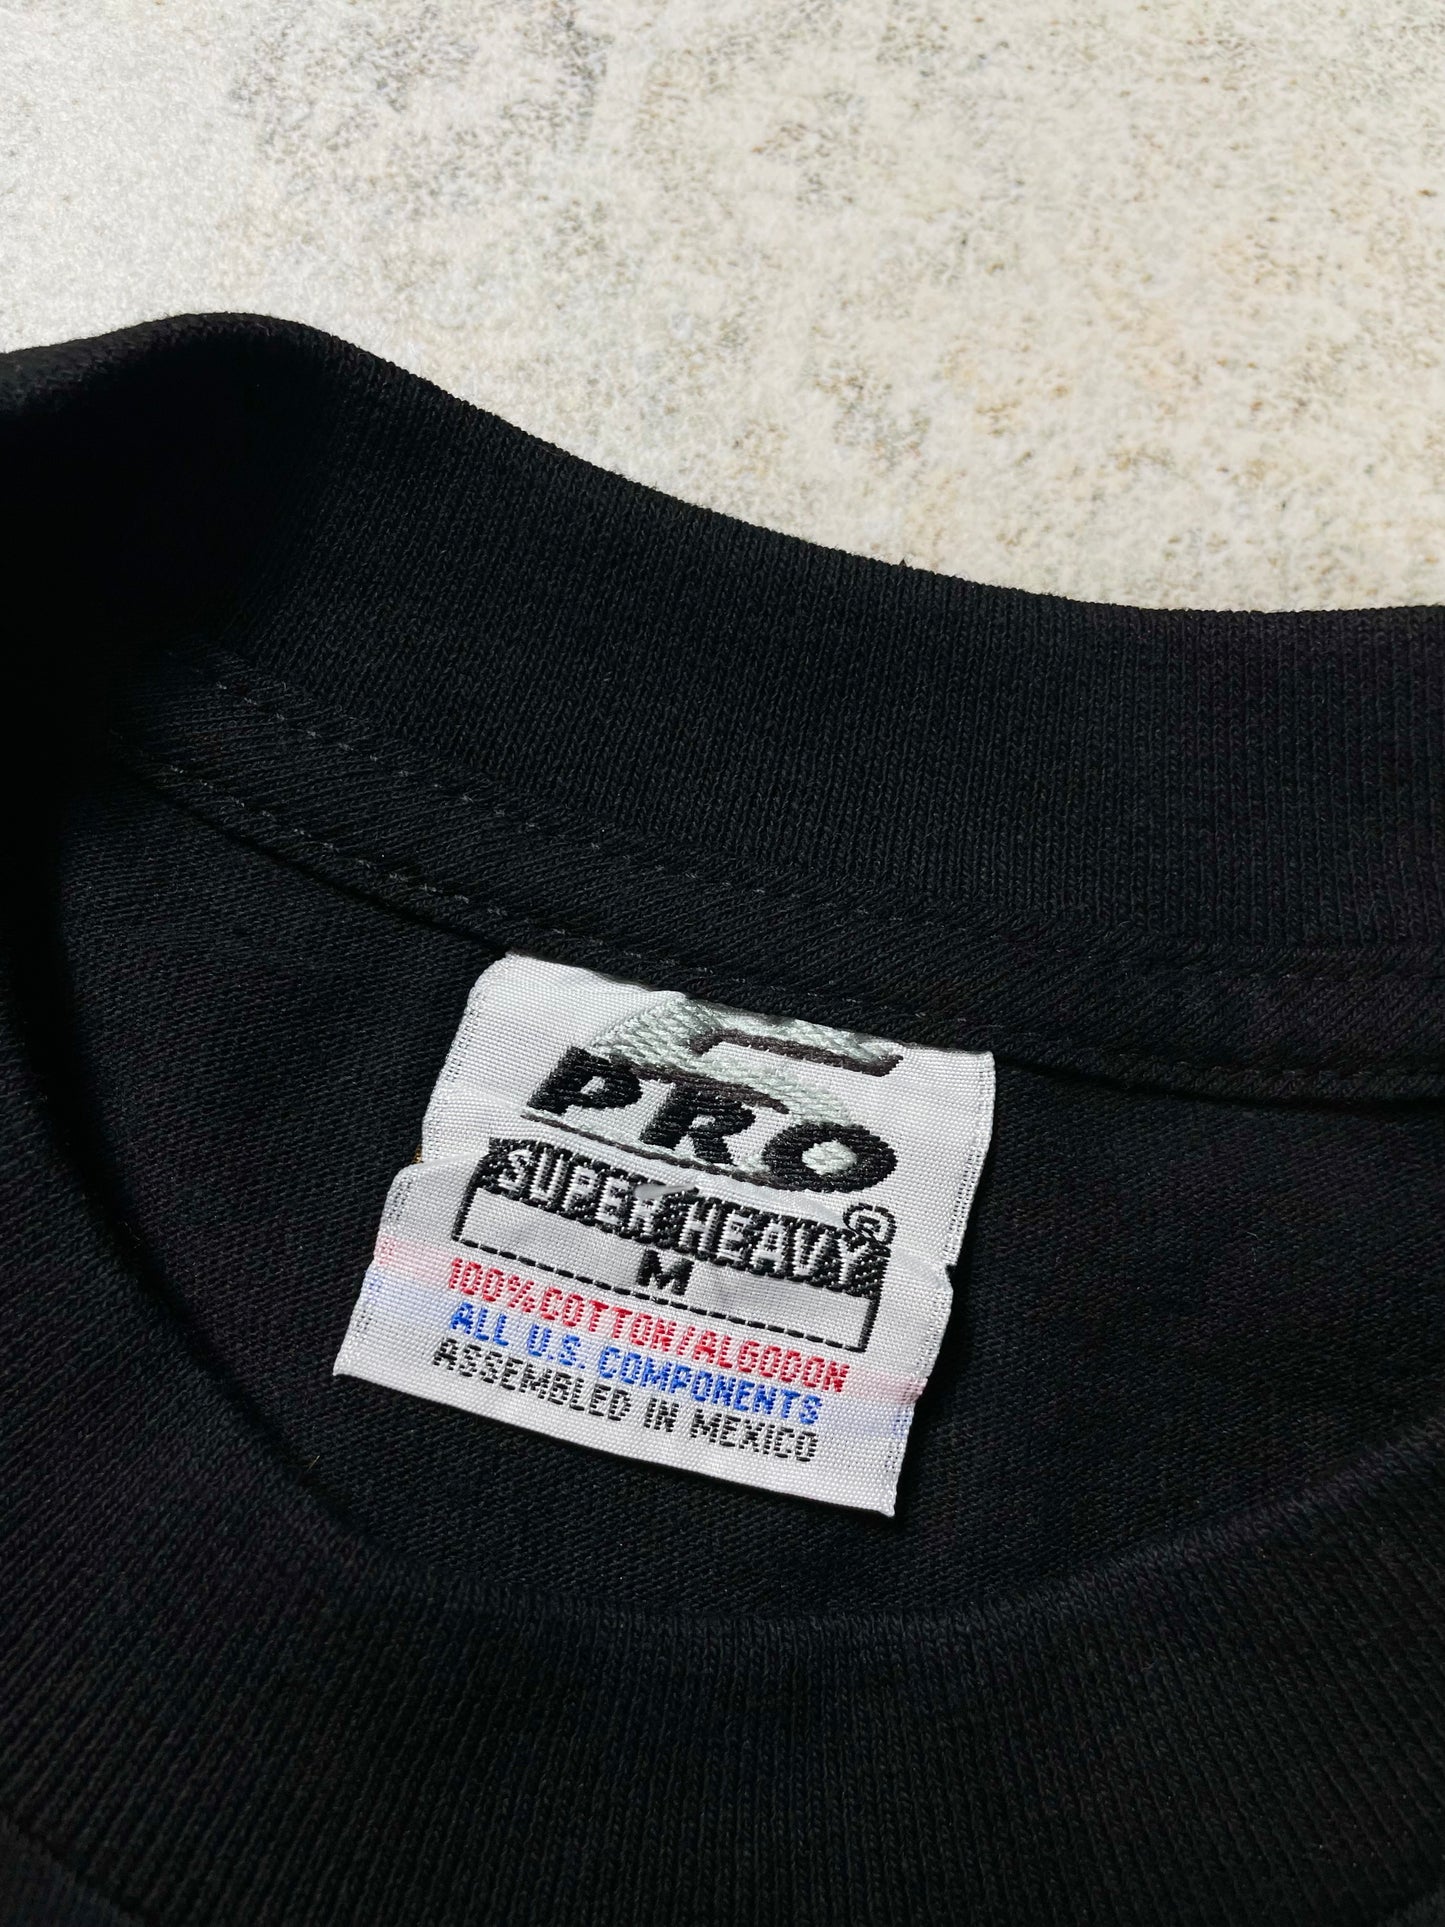 PRO
SUPER HEAVY®
M
100% COTTON/ALGODON
ALL U.S. COMPONENTS
ASSEMBLED IN MEXICO